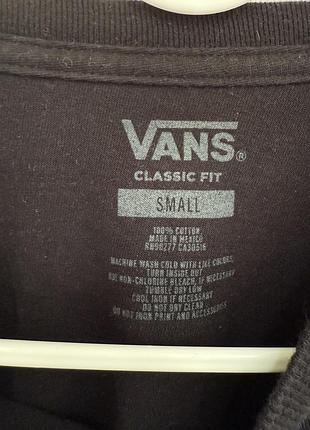 VANS®
CLASSIC FIT
SMALL
100% COTTON
MADE IN MEXICO
RN90277 CA30516
MACHINE WASH COLD WITH LIKE COLORS,
TURN INSIDE OUT
USE NON-CHLORINE BLEACH, IF NECESSARY
TUMBLE DRY LOW
COOL IRON IF NECESSARY
DO NOT DRY CLEAN
DO NOT IRON PRINT AND ACCESSORIES